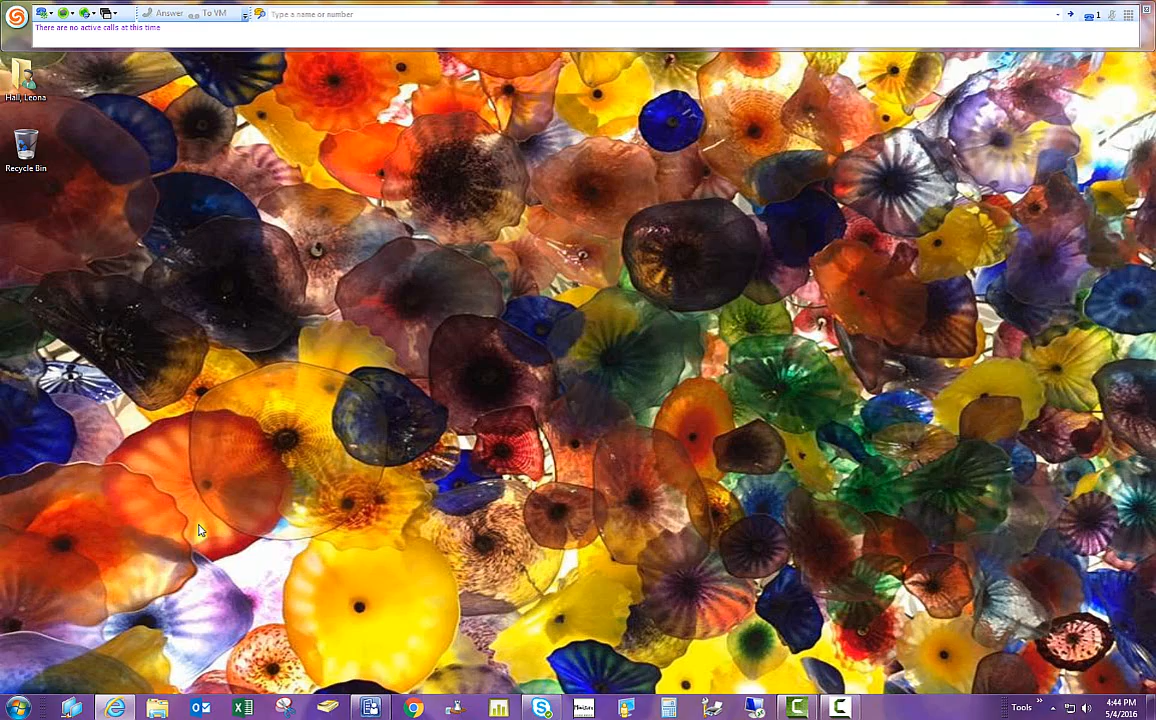 Answer To VM Type a name or number 1
There are no active calls at this time
Hall, Leona
Recycle Bin
Tools 4:44 PM
5/4/2016